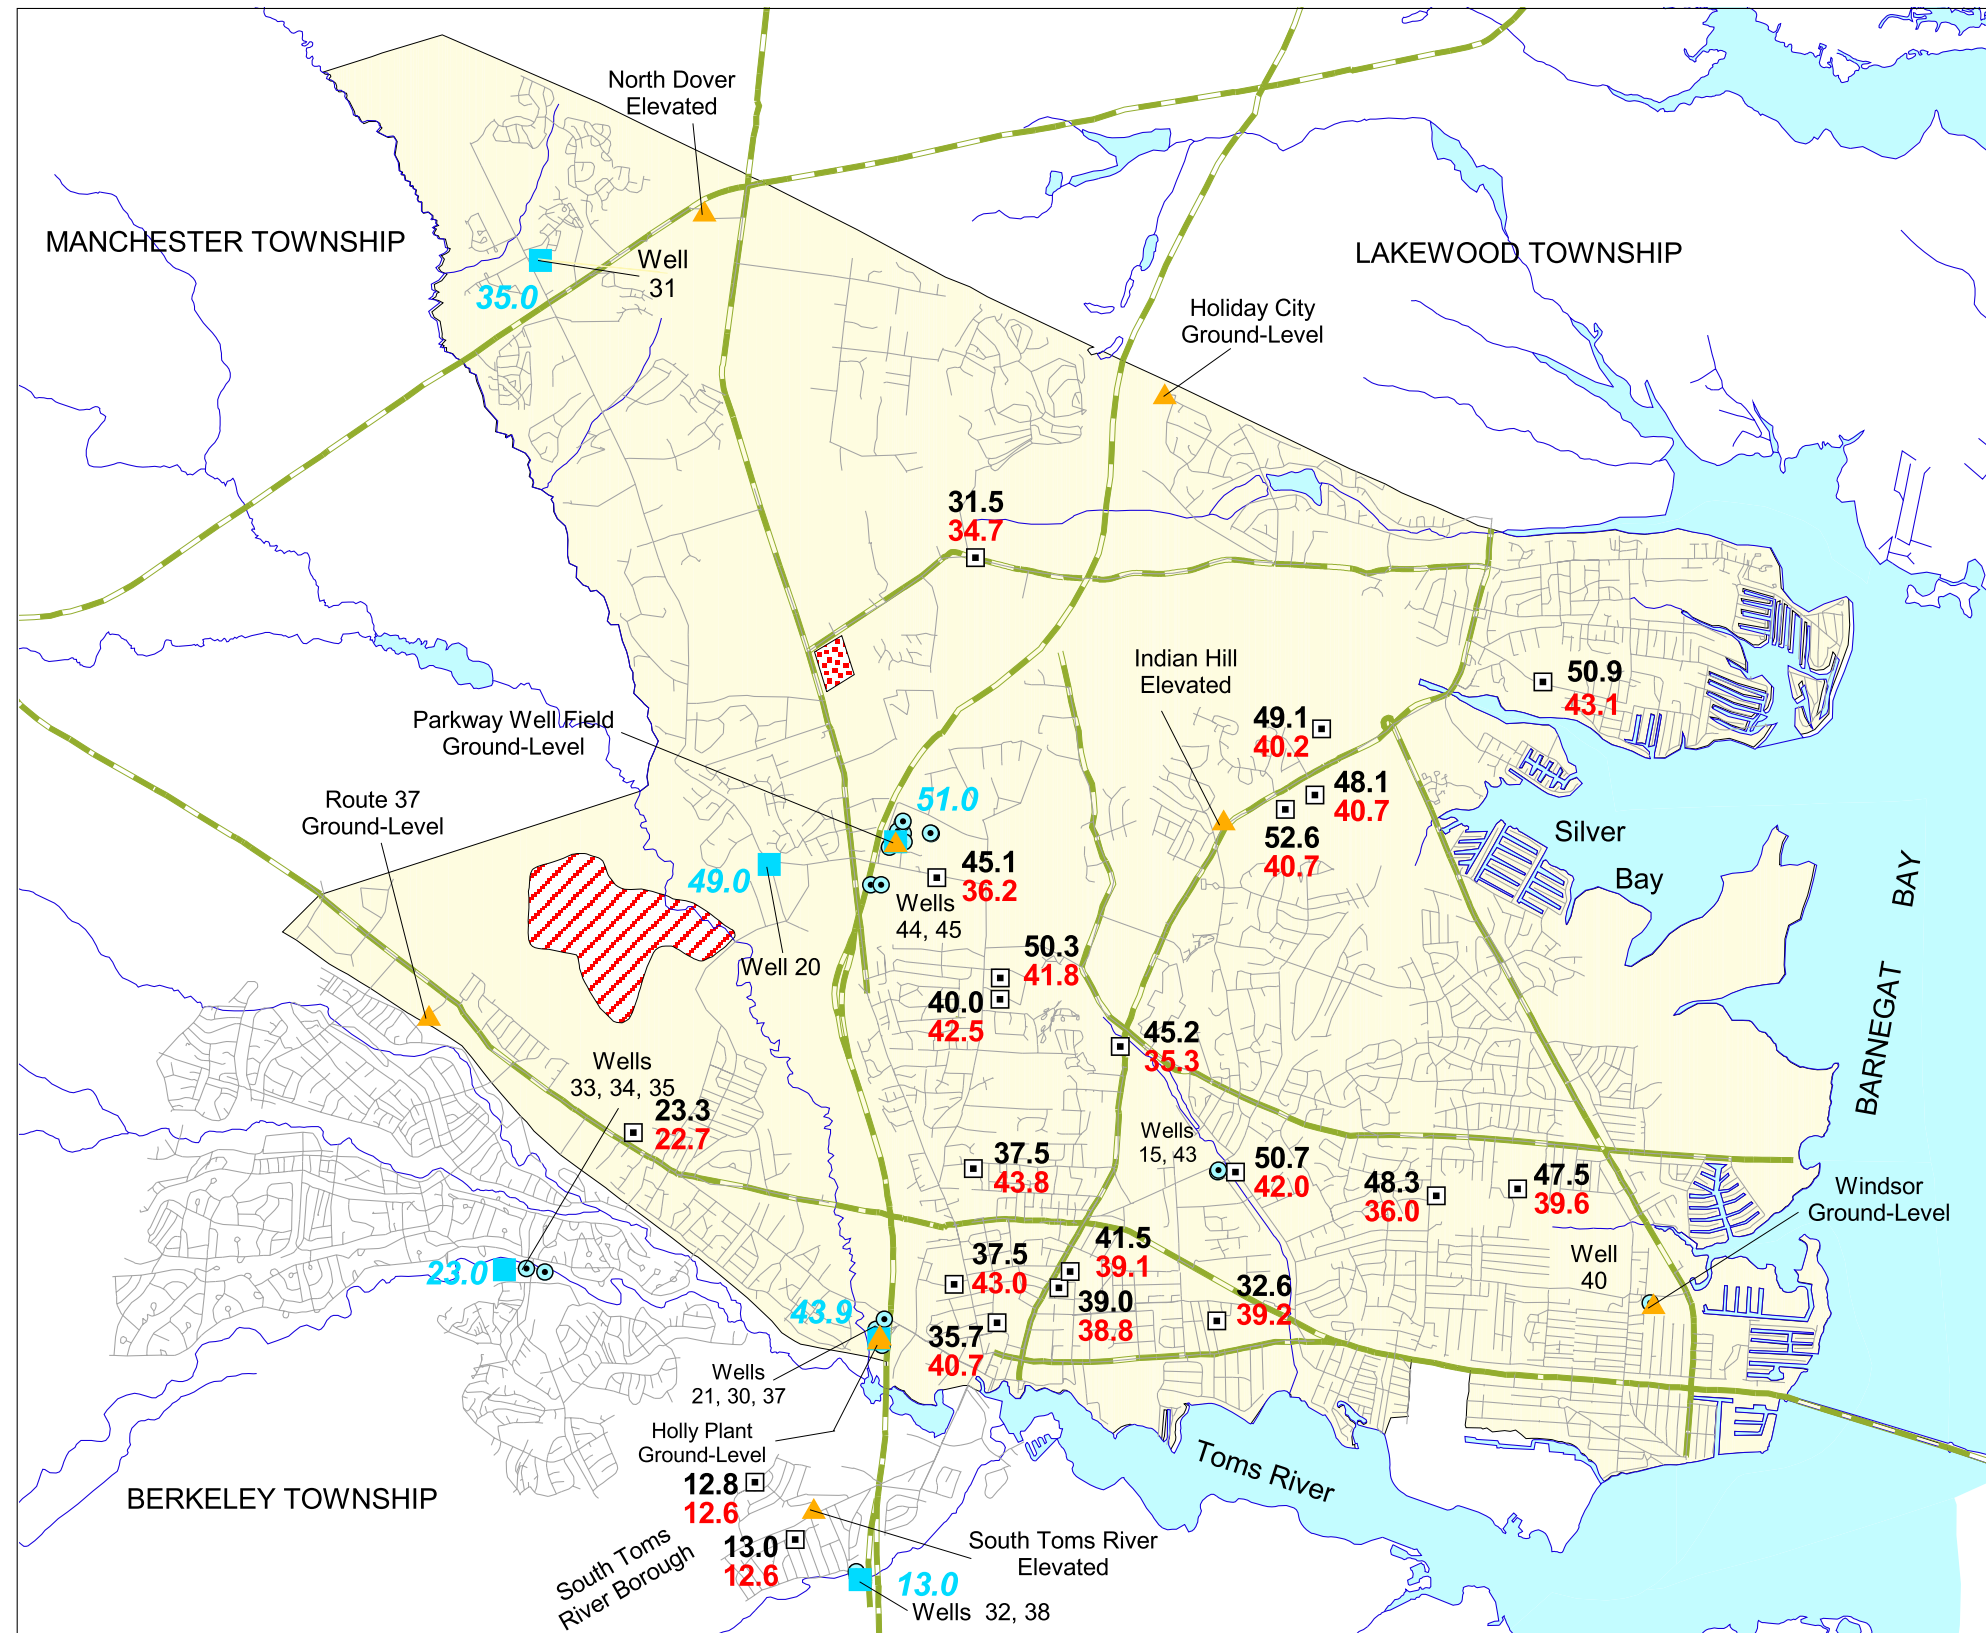 North Dover
Elevated
MANCHESTER TOWNSHIP
Well
31
35.0
LAKEWOOD TOWNSHIP
Holiday City
Ground-Level
31.5
34.7
Indian Hill
Elevated
50.9
43.1
49.1
40.2
Parkway Well Field
Ground-Level
48.1
40.7
52.6
40.7
Route 37
Ground-Level
51.0
Silver
Bay
49.0
45.1
36.2
Wells
44, 45
BARNEGAT BAY
Well 20
50.3
41.8
40.0
42.5
45.2
35.3
Wells
33, 34, 35
23.3
22.7
37.5
43.8
Wells
15, 43
50.7
42.0
48.3
36.0
47.5
39.6
Windsor
Ground-Level
23.0
37.5
43.0
41.5
39.1
Well
40
43.9
39.0
38.8
32.6
39.2
35.7
40.7
Wells
21, 30, 37
Holly Plant
Ground-Level
12.8
12.6
Toms River
BERKELEY TOWNSHIP
South Toms
River Borough
13.0
12.6
South Toms River
Elevated
13.0
Wells 32, 38